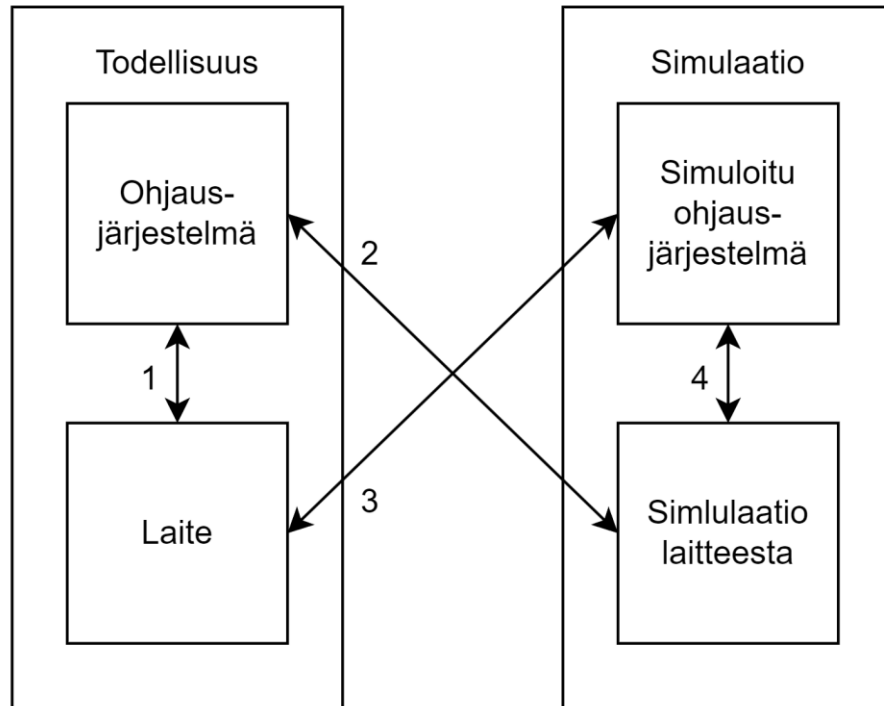 Todellisuus
Simulaatio
Ohjaus-
järjestelmä
Simuloitu
ohjaus-
järjestelmä
2
1
4
3
Laite
Simlulaatio
laitteesta